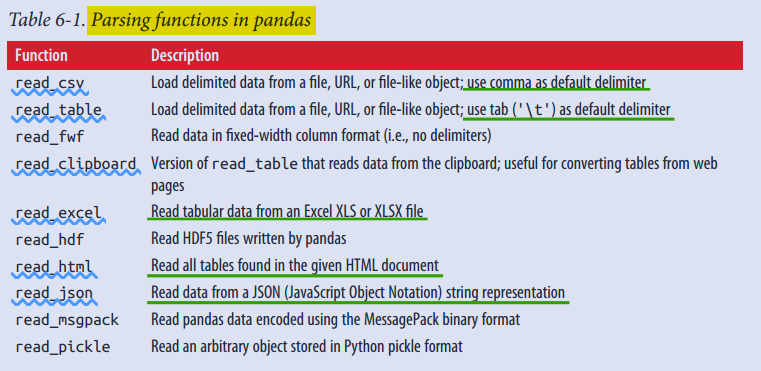 Table 6-1. Parsing functions in pandas
Function Description
read_csv Load delimited data from a file, URL, or file-like object; use comma as default delimiter
read_table Load delimited data from a file, URL, or file-like object; use tab ('\t') as default delimiter
read_fwf Read data in fixed-width column format (i.e., no delimiters)
read_clipboard Version of read_table that reads data from the clipboard; useful for converting tables from web
pages
read_excel Read tabular data from an Excel XLS or XLSX file
read_hdf Read HDF5 files written by pandas
read_html Read all tables found in the given HTML document
read_json Read data from a JSON (JavaScript Object Notation) string representation
read_msgpack Read pandas data encoded using the MessagePack binary format
read_pickle Read an arbitrary object stored in Python pickle format